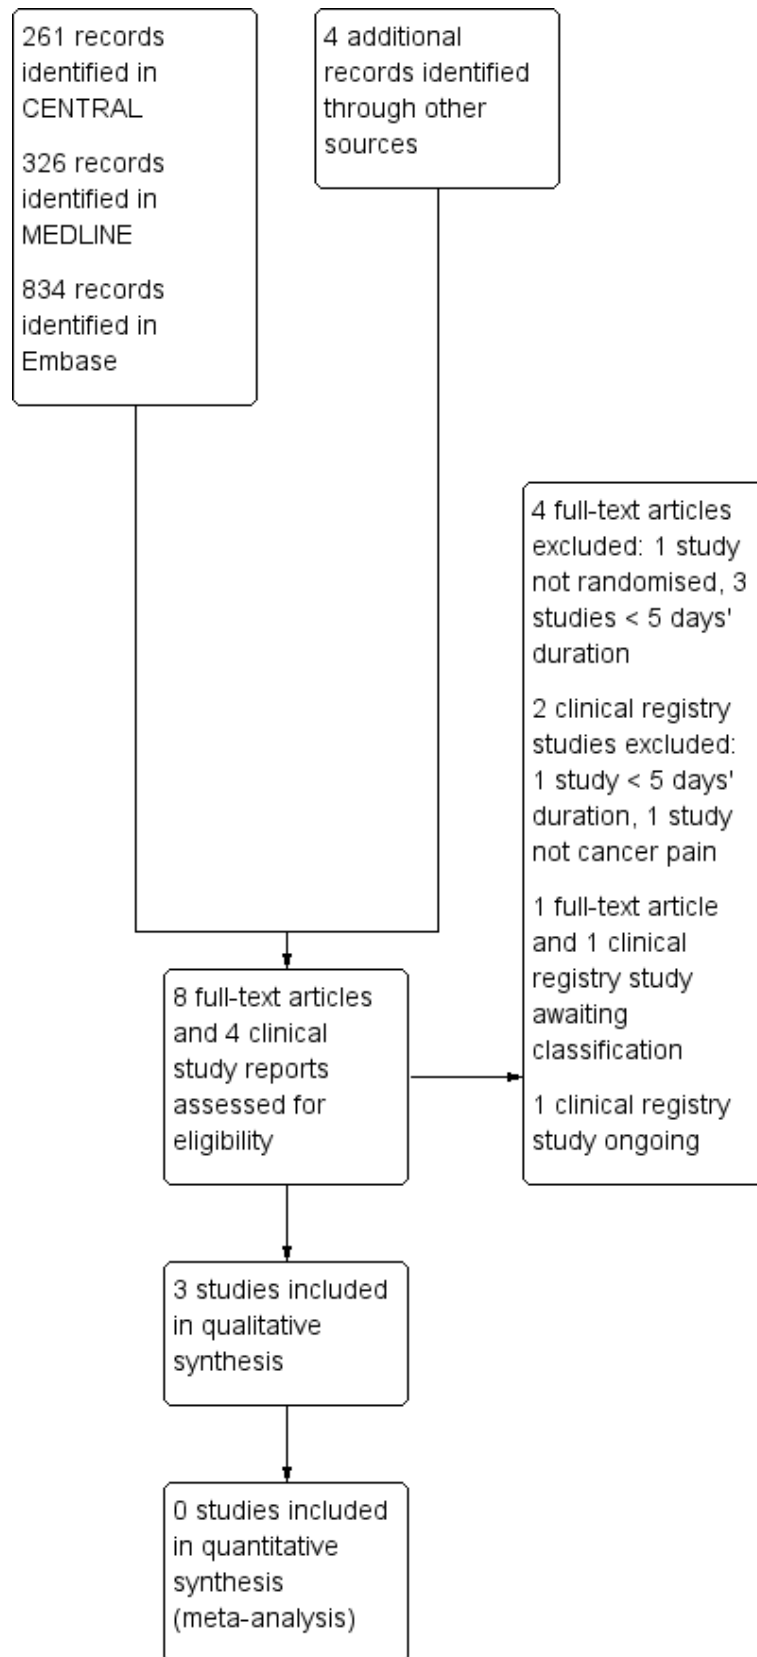 261 records
identified in
CENTRAL
326 records
identified in
MEDLINE
834 records
identified in
Embase
4 additional
records identified
through other
sources
4 full-text articles
excluded: 1 study
not randomised, 3
studies < 5 days'
duration
2 clinical registry
studies excluded:
1 study < 5 days'
duration, 1 study
not cancer pain
1 full-text article
and 1 clinical
registry study
awaiting
classification
1 clinical registry
study ongoing
8 full-text articles
and 4 clinical
study reports
assessed for
eligibility
3 studies included
in qualitative
synthesis
0 studies included
in quantitative
synthesis
(meta-analysis)